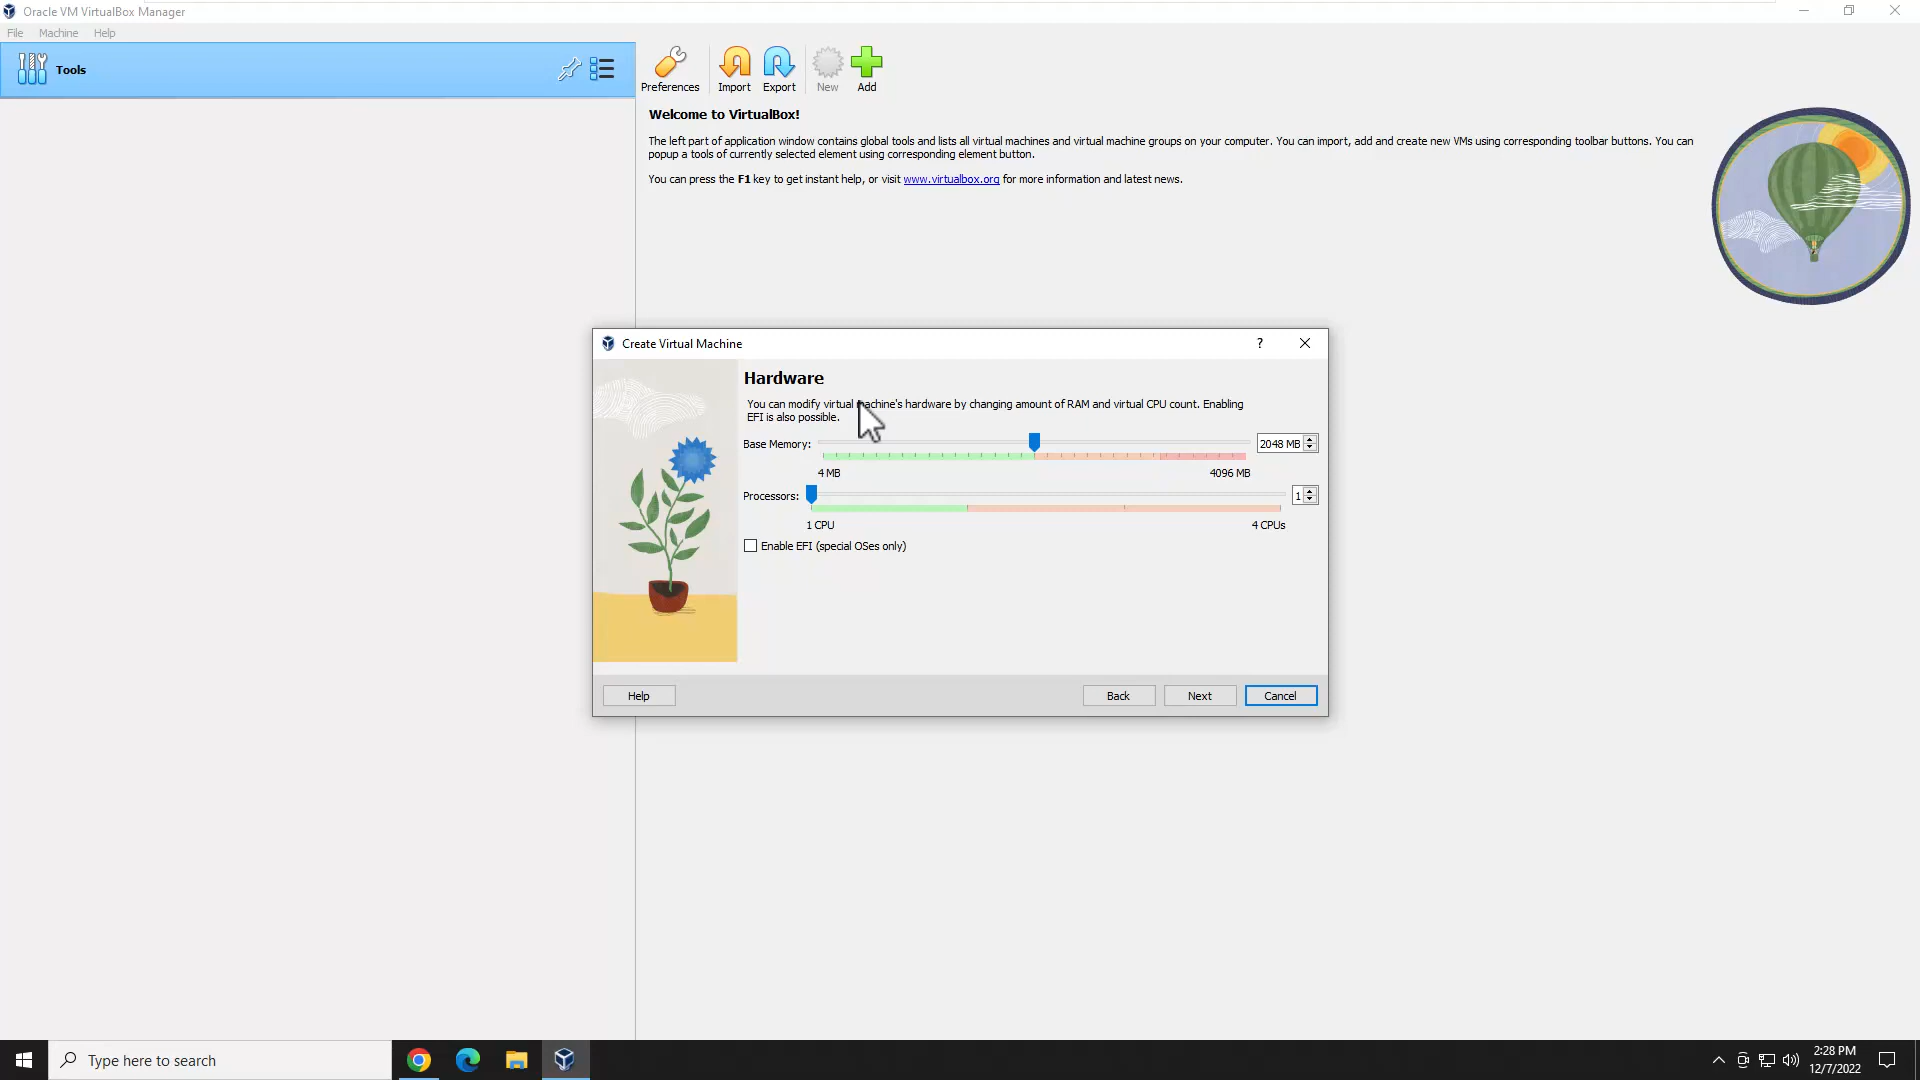 Oracle VM VirtualBox Manager
File Machine Help
Tools
Preferences Import Export New Add
Welcome to VirtualBox!
The left part of application window contains global tools and lists all virtual machines and virtual machine groups on your computer. You can import, add and create new VMs using corresponding toolbar buttons. You can
popup a tools of currently selected element using corresponding element button.
You can press the F1 key to get instant help, or visit www.virtualbox.org for more information and latest news.
Create Virtual Machine
?
Hardware
You can modify virtual machine's hardware by changing amount of RAM and virtual CPU count. Enabling
EFI is also possible.
Base Memory: 2048 MB
4 MB 4096 MB
Processors: 1
1 CPU 4 CPUs
Enable EFI (special OSes only)
Help Back Next Cancel
Type here to search
2:28 PM
12/7/2022